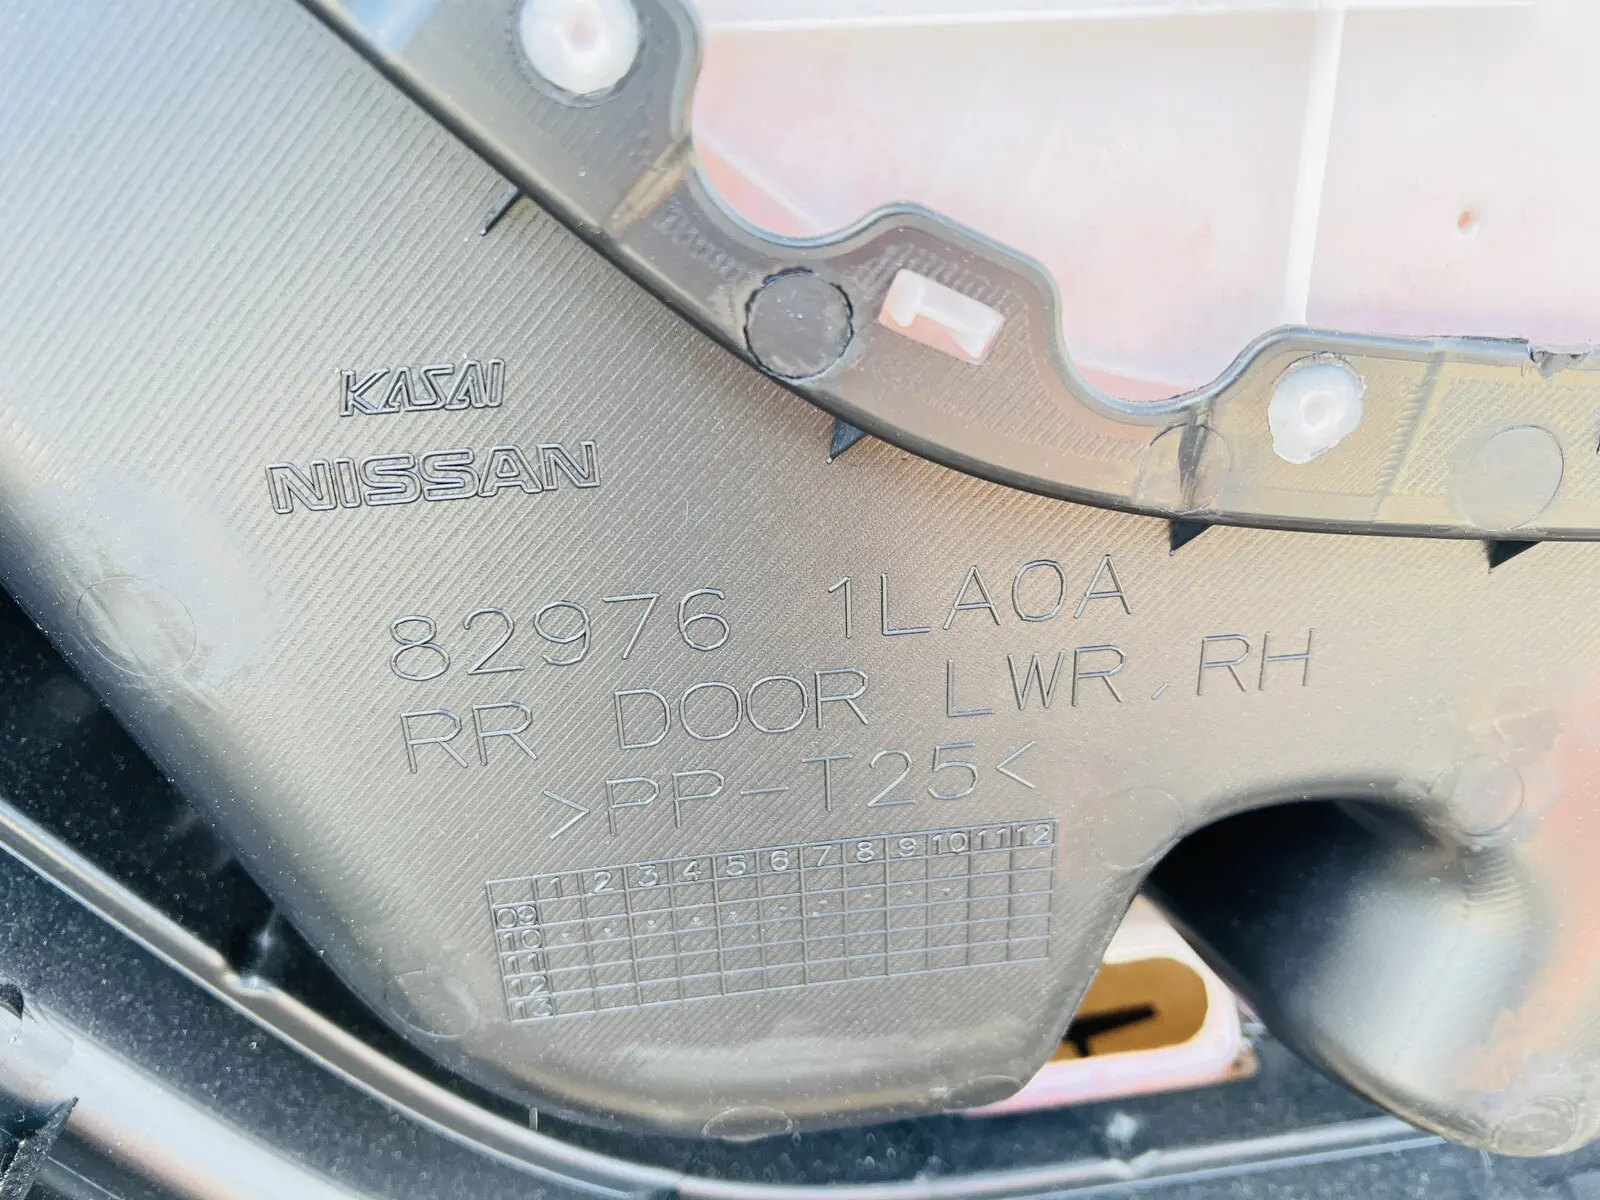 KASAI
NISSAN
82976 1LA0A
RR DOOR LWR, RH
>PP-T25<
1 2 3 4 5 6 7 8 9 10 11 12
09
10
11
12
13